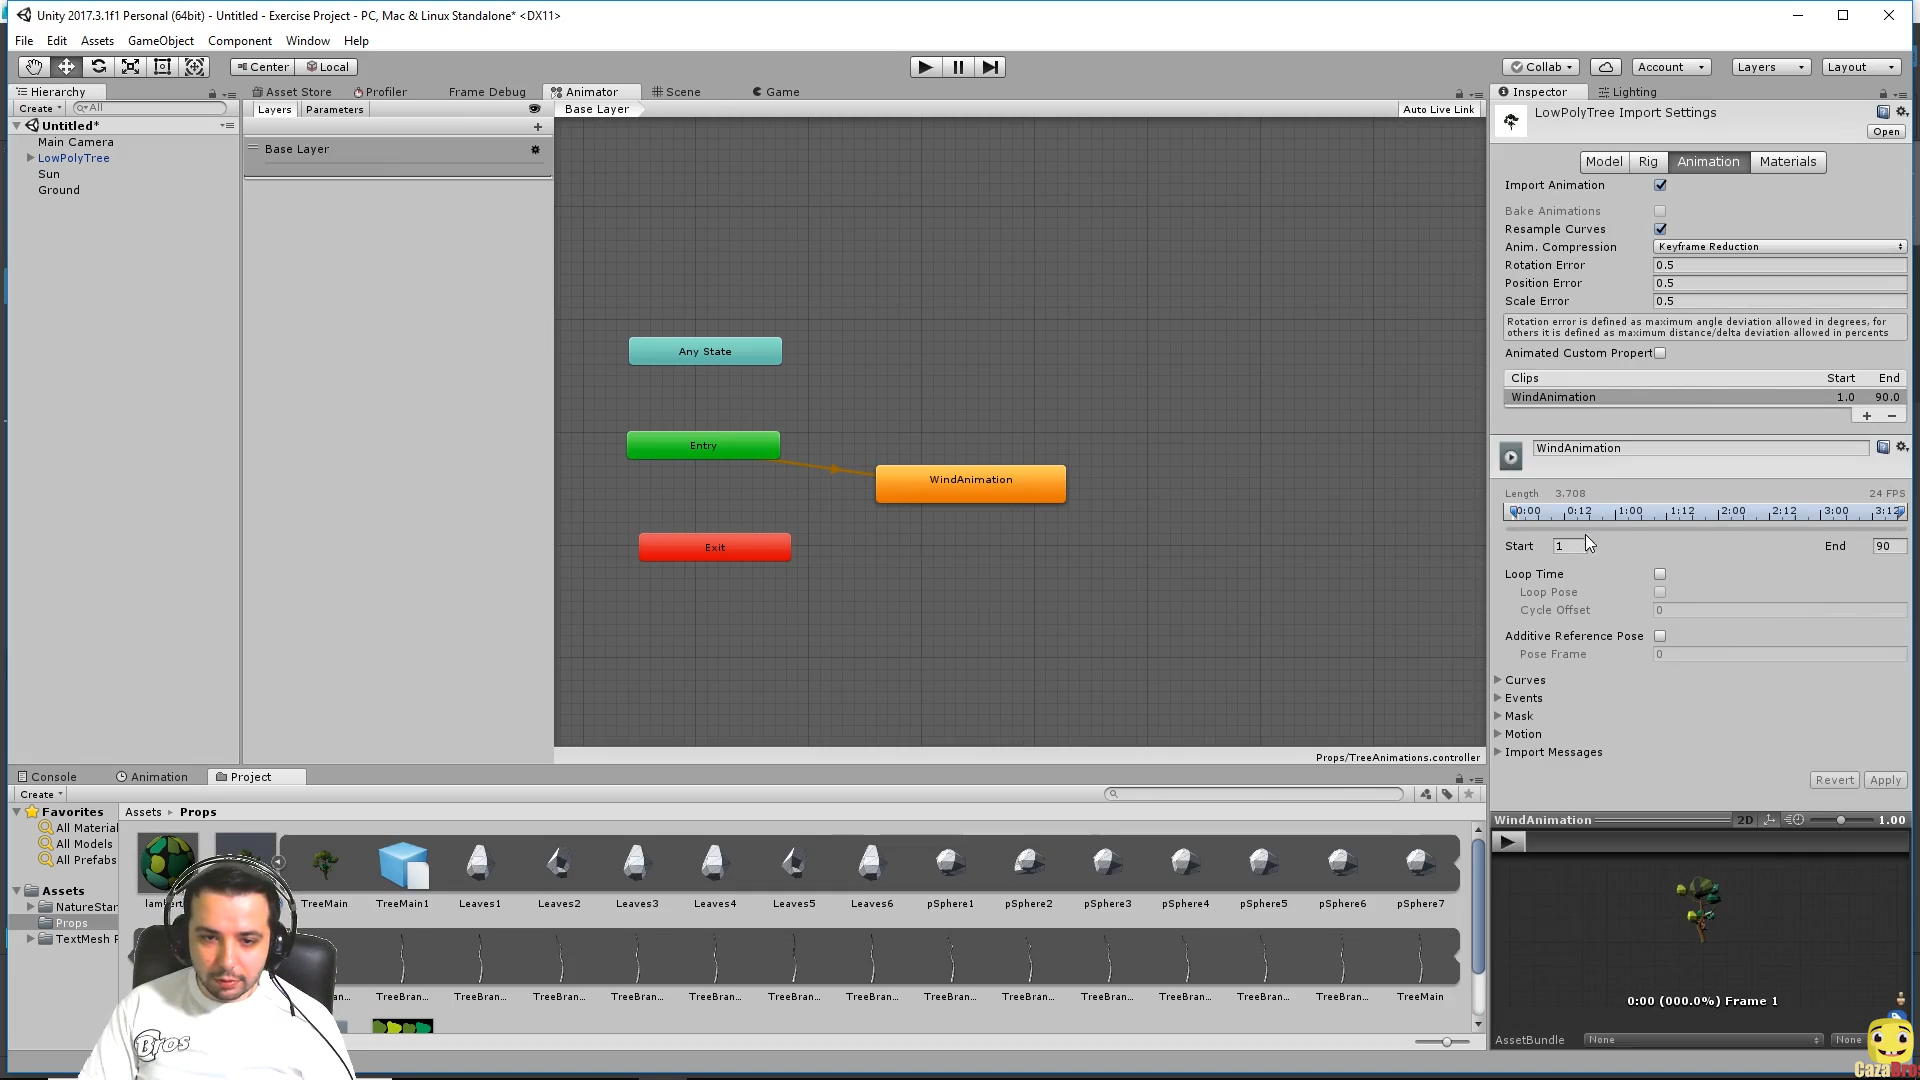 Unity 2017.3.1f1 Personal (64bit) - Untitled - Exercise Project - PC, Mac & Linux Standalone* <DX11>
File Edit Assets GameObject Component Window Help
Center Local Collab Account Layers Layout
Hierarchy Asset Store Profiler Frame Debug Animator Scene Game Inspector Lighting
Create All Layers Parameters Base Layer Auto Live Link
Untitled*
Main Camera
LowPolyTree
Sun
Ground
Base Layer
Any State
Entry
WindAnimation
Exit
Props/TreeAnimations.controller
LowPolyTree Import Settings
Open
Model Rig Animation Materials
Import Animation
Bake Animations
Resample Curves
Anim. Compression Keyframe Reduction
Rotation Error 0.5
Position Error 0.5
Scale Error 0.5
Rotation error is defined as maximum angle deviation allowed in degrees, for
others it is defined as maximum distance/delta deviation allowed in percents
Animated Custom Propert
Clips Start End
WindAnimation 1.0 90.0
+ -
WindAnimation
Length 3.708 24 FPS
0:00 0:12 1:00 1:12 2:00 2:12 3:00 3:12
Start 1 End 90
Loop Time
Loop Pose
Cycle Offset 0
Additive Reference Pose
Pose Frame 0
Curves
Events
Mask
Motion
Import Messages
Revert Apply
WindAnimation 2D 1.00
0:00 (000.0%) Frame 1
AssetBundle None None
Console Animation Project
Create
Favorites
All Material
All Models
All Prefabs
Assets
NatureStar
Props
TextMesh P
Assets Props
lamber TreeMain TreeMain1 Leaves1 Leaves2 Leaves3 Leaves4 Leaves5 Leaves6 pSphere1 pSphere2 pSphere3 pSphere4 pSphere5 pSphere6 pSphere7
an... TreeBran... TreeBran... TreeBran... TreeBran... TreeBran... TreeBran... TreeBran... TreeBran... TreeBran... TreeBran... TreeBran... TreeBran... TreeBran... TreeMain
Bros
CazaBros